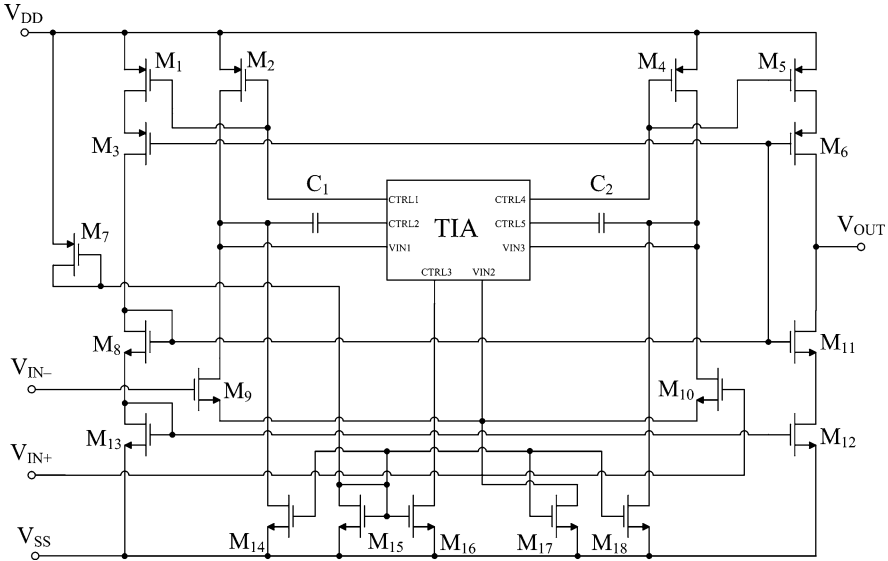 VDD
M1
M2
M4
M5
M3
M6
C1
C2
CTRL1
CTRL4
CTRL2
TIA
CTRL5
VIN1
VIN3
CTRL3
VIN2
VOUT
M7
M8
M11
VIN−
M9
M10
M13
M12
VIN+
VSS
M14
M15
M16
M17
M18